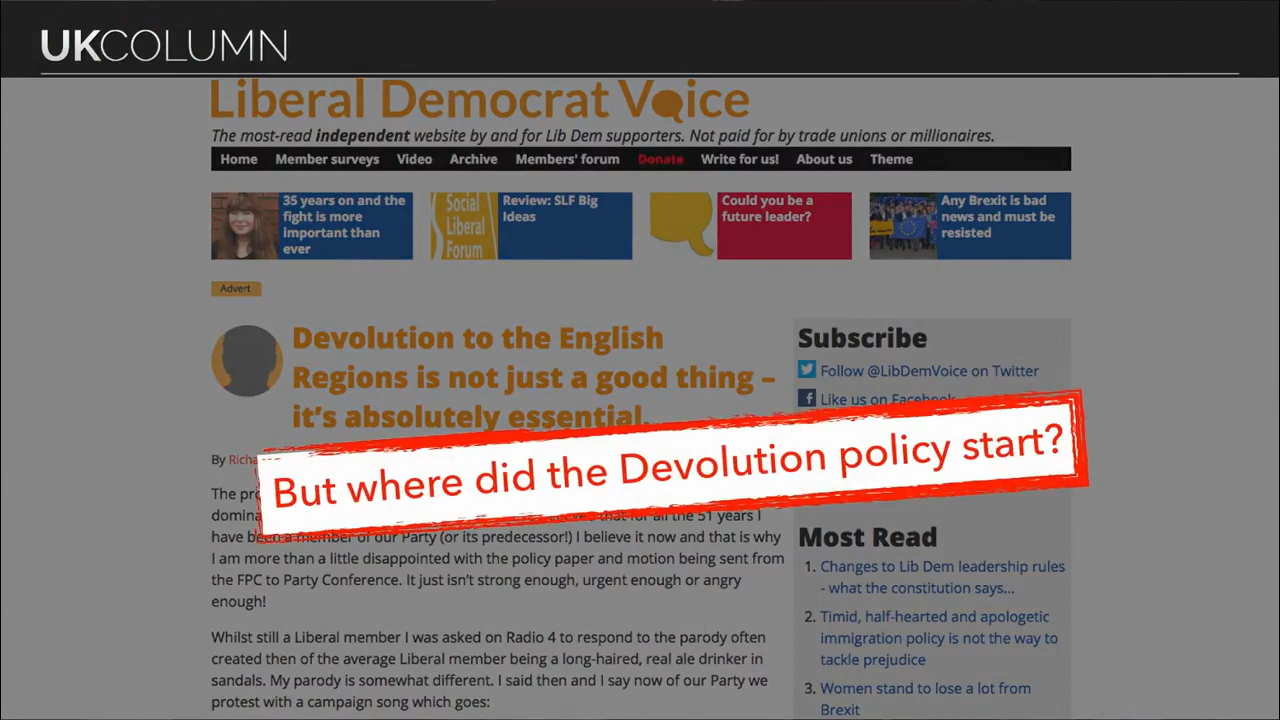 UKCOLUMN
Liberal Democrat Voice
The most-read independent website by and for Lib Dem supporters. Not paid for by trade unions or millionaires.
Home Member surveys Video Archive Members' forum Donate Write for us! About us Theme
35 years on and the
fight is more
important than
ever
Social
Liberal
Forum
Review: SLF Big
Ideas
Could you be a
future leader?
Any Brexit is bad
news and must be
resisted
Advert
Devolution to the English
Regions is not just a good thing –
it's absolutely essential.
By
The
But where did the Devolution policy start?
that for all the 51 years I
have been a member of our Party (or its predecessor!) I believe it now and that is why
I am more than a little disappointed with the policy paper and motion being sent from
the FPC to Party Conference. It just isn't strong enough, urgent enough or angry
enough!
Whilst still a Liberal member I was asked on Radio 4 to respond to the parody often
created then of the average Liberal member being a long-haired, real ale drinker in
sandals. My parody is somewhat different. I said then and I say now of our Party we
protest with a campaign song which goes:
Subscribe
Follow @LibDemVoice on Twitter
Like us on Facebook
Most Read
1. Changes to Lib Dem leadership rules
- what the constitution says...
2. Timid, half-hearted and apologetic
immigration policy is not the way to
tackle prejudice
3. Women stand to lose a lot from
Brexit